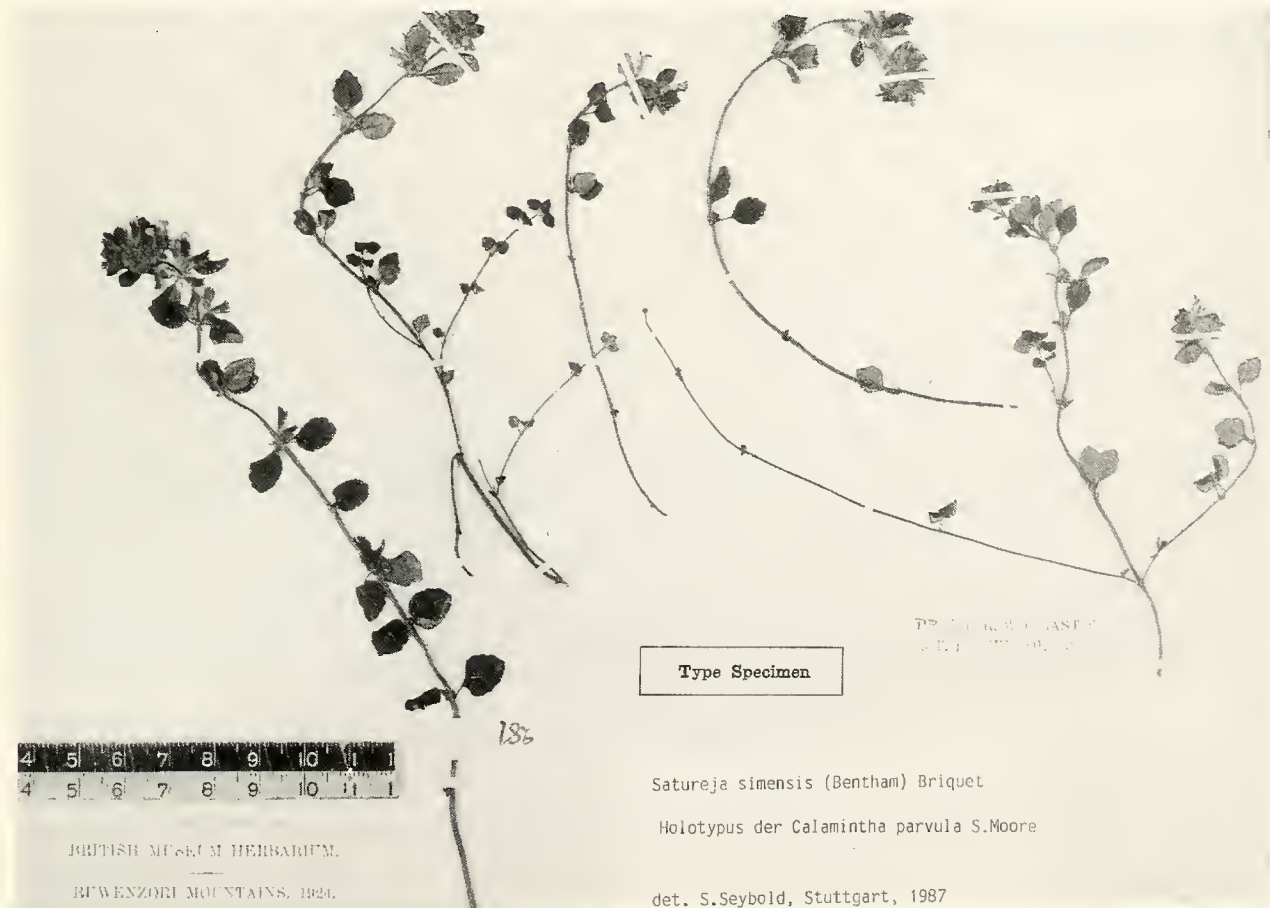 Type Specimen
186
4 5 6 7 8 9 10 11 1
4 5 6 7 8 9 10 11 1
Satureja simensis (Bentham) Briquet
Holotypus der Calamintha parvula S.Moore
BRITISH MUSEUM HERBARIUM.
RUWENZORI MOUNTAINS, 1924.
det. S.Seybold, Stuttgart, 1987